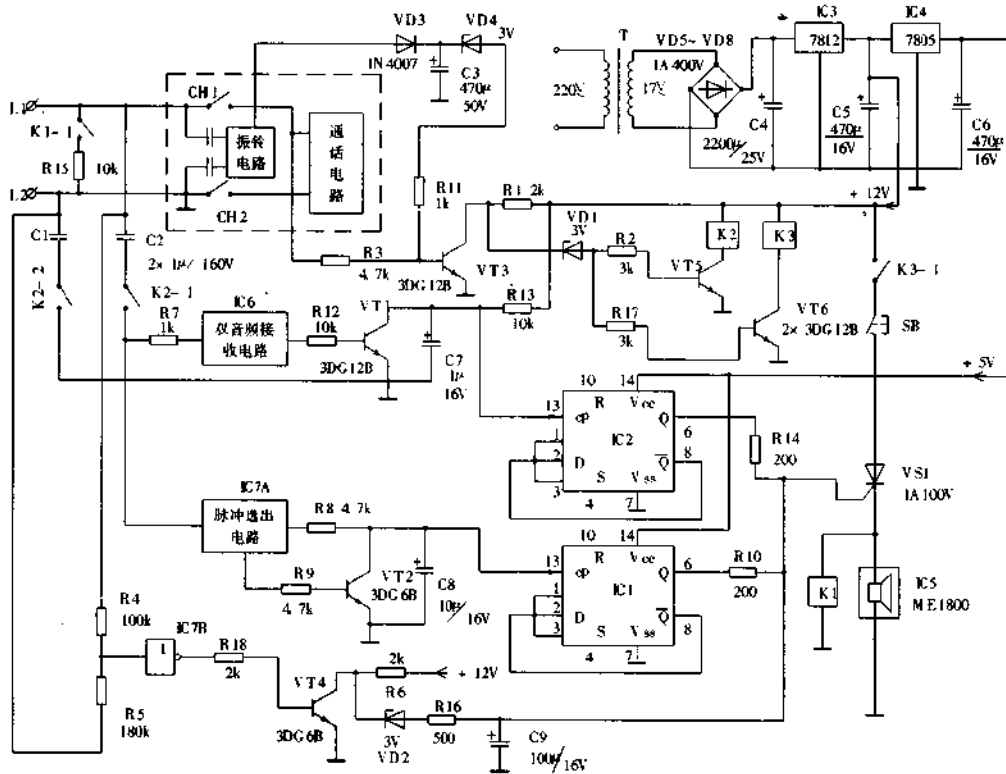 VD3
VD4
3V
1N 4007
C3
470μ
50V
T
VD5~ VD8
1A 400V
IC3
7812
IC4
7805
220V
17V
C4
2200μ/25V
C5
470μ
16V
C6
470μ
16V
L1
CH1
振铃
电路
通
话
电
路
K1-1
R15
10k
L2
CH2
R11
1k
R1 2k
+ 12V
C1
C2
2× 1μ/ 160V
R3
4. 7k
VT3
3DG12B
VD1
3V
R2
3k
K2
K3
VT5
K3-1
K2-2
K2-1
R7
1k
IC6
双音频接
收电路
R12
10k
VT
3DG12B
R13
10k
C7
1μ
16V
R17
3k
VT6
2× 3DG12B
SB
+ 5V
10
14
13
R
Vcc
CP
Q
6
1
IC2
2
D
Q
8
3
S
Vss
4
7
R14
200
VS1
1A 100V
IC7A
脉冲选出
电路
R8 4. 7k
R9
4. 7k
VT2
3DG6B
C8
10μ/16V
10
14
13
R
Vcc
CP
Q
6
1
IC1
2
D
Q
8
3
S
Vss
4
7
R10
200
K1
IC5
ME1800
R4
100k
IC7B
1
R18
2k
R5
180k
VT4
3DG6B
2k
R6
+ 12V
3V
VD2
R16
500
C9
100μ/16V